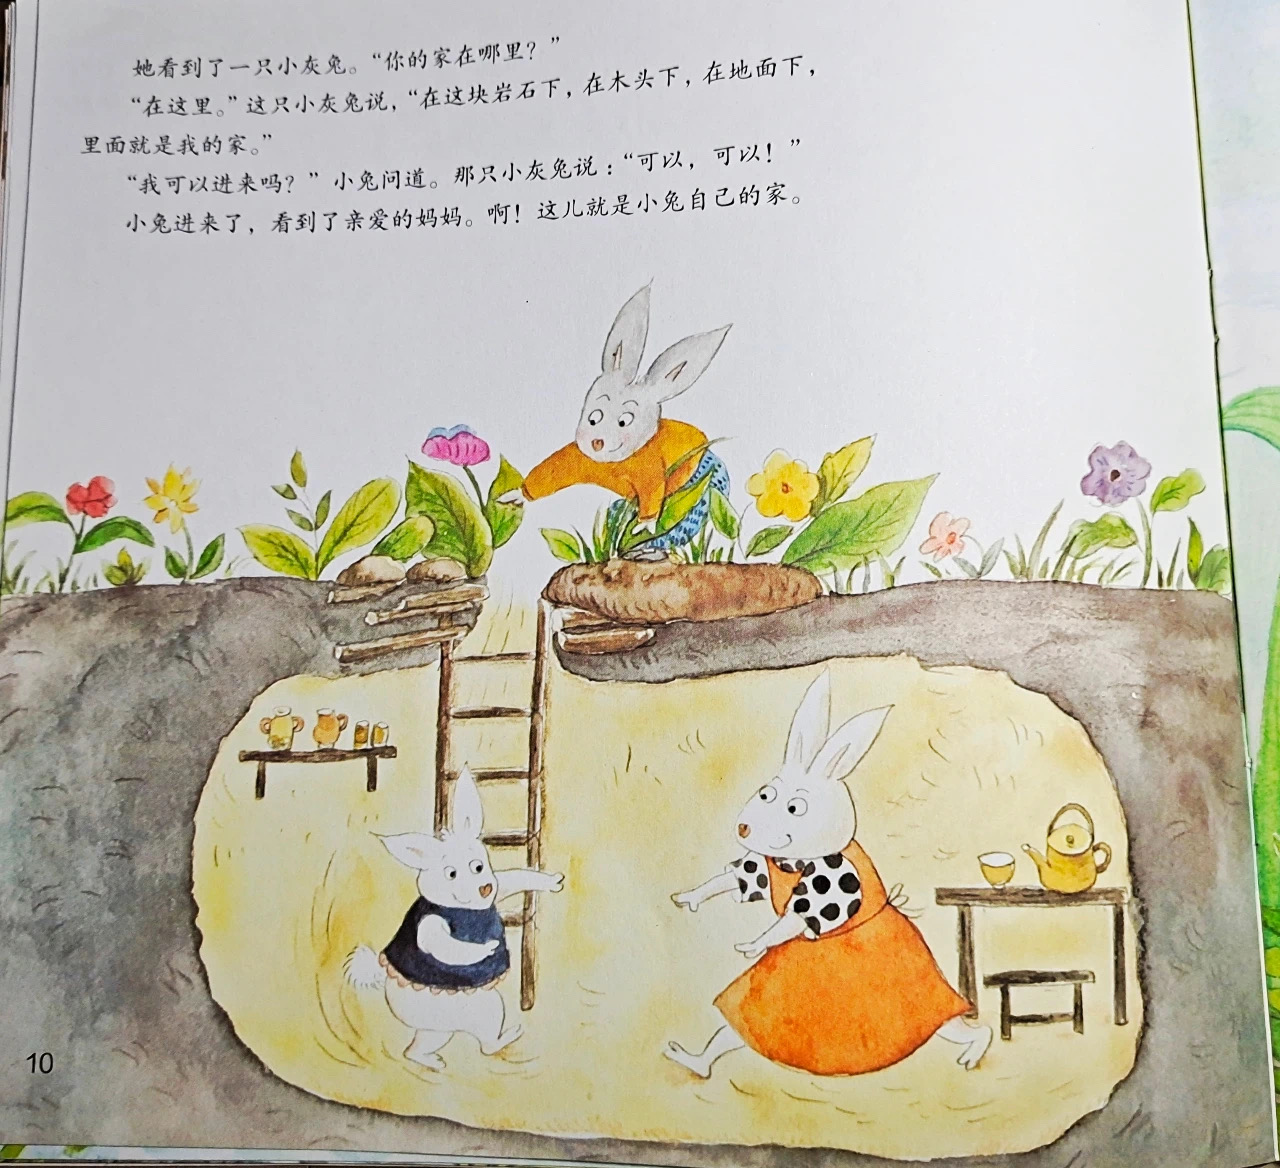 她看到了一只小灰兔。“你的家在哪里？”
“在这里。”这只小灰兔说，“在这块岩石下，在木头下，在地面下，
里面就是我的家。”
“我可以进来吗？”小兔问道。那只小灰兔说：“可以，可以！”
小兔进来了，看到了亲爱的妈妈。啊！这儿就是小兔自己的家。
10